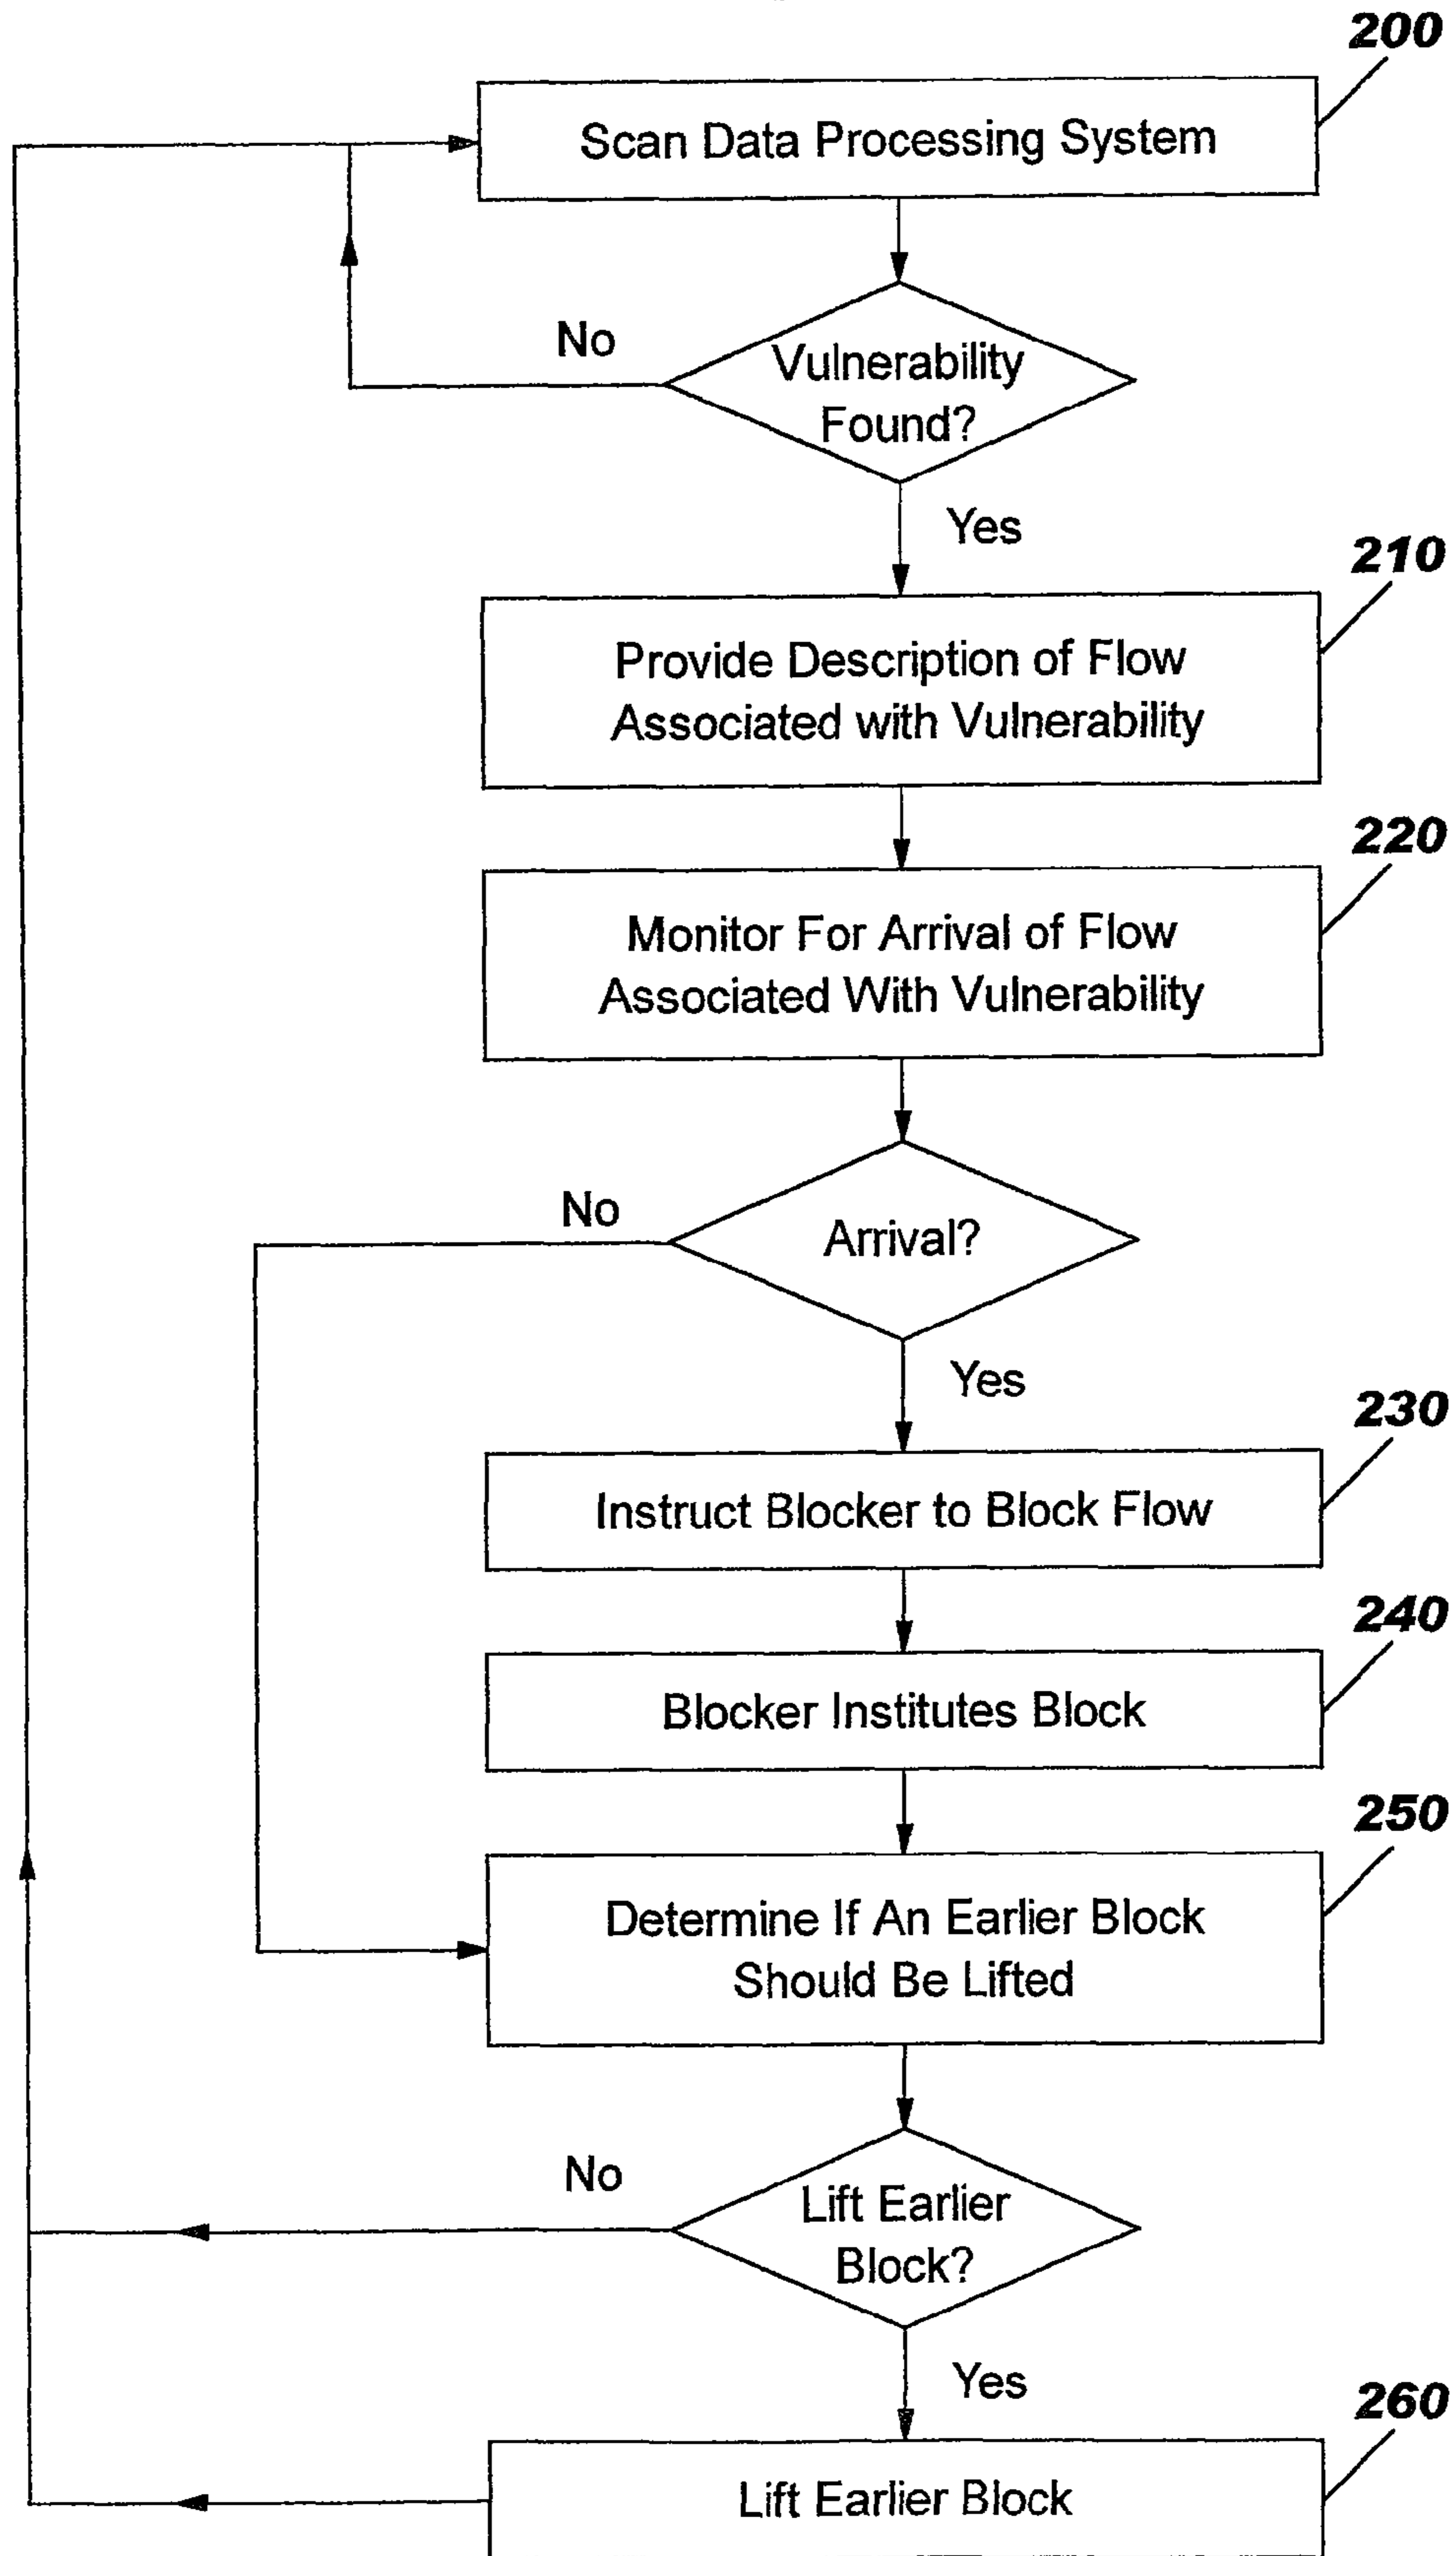 200
Scan Data Processing System
No
Vulnerability
Found?
Yes
210
Provide Description of Flow
Associated with Vulnerability
220
Monitor For Arrival of Flow
Associated With Vulnerability
No
Arrival?
Yes
230
Instruct Blocker to Block Flow
240
Blocker Institutes Block
250
Determine If An Earlier Block
Should Be Lifted
No
Lift Earlier
Block?
Yes
260
Lift Earlier Block